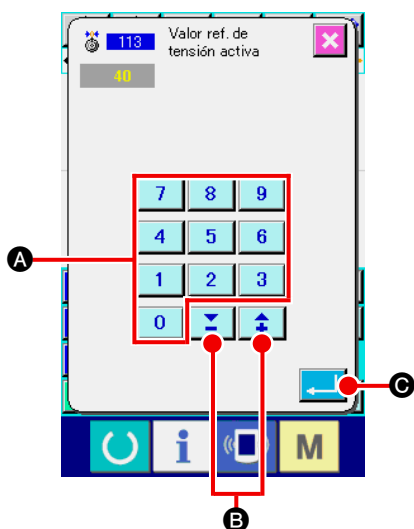 113 Valor ref. de
tensión activa
40
7 8 9
4 5 6
A
1 2 3
0
C
i M
B